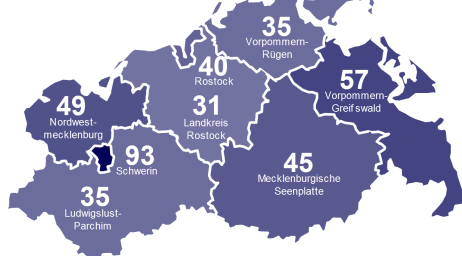 35
Vorpommern-
Rügen
40
Rostock
57
Vorpommern-
Greifswald
31
Landkreis
Rostock
49
Nordwest-
mecklenburg
93
Schwerin
45
Mecklenburgische
Seenplatte
35
Ludwigslust-
Parchim